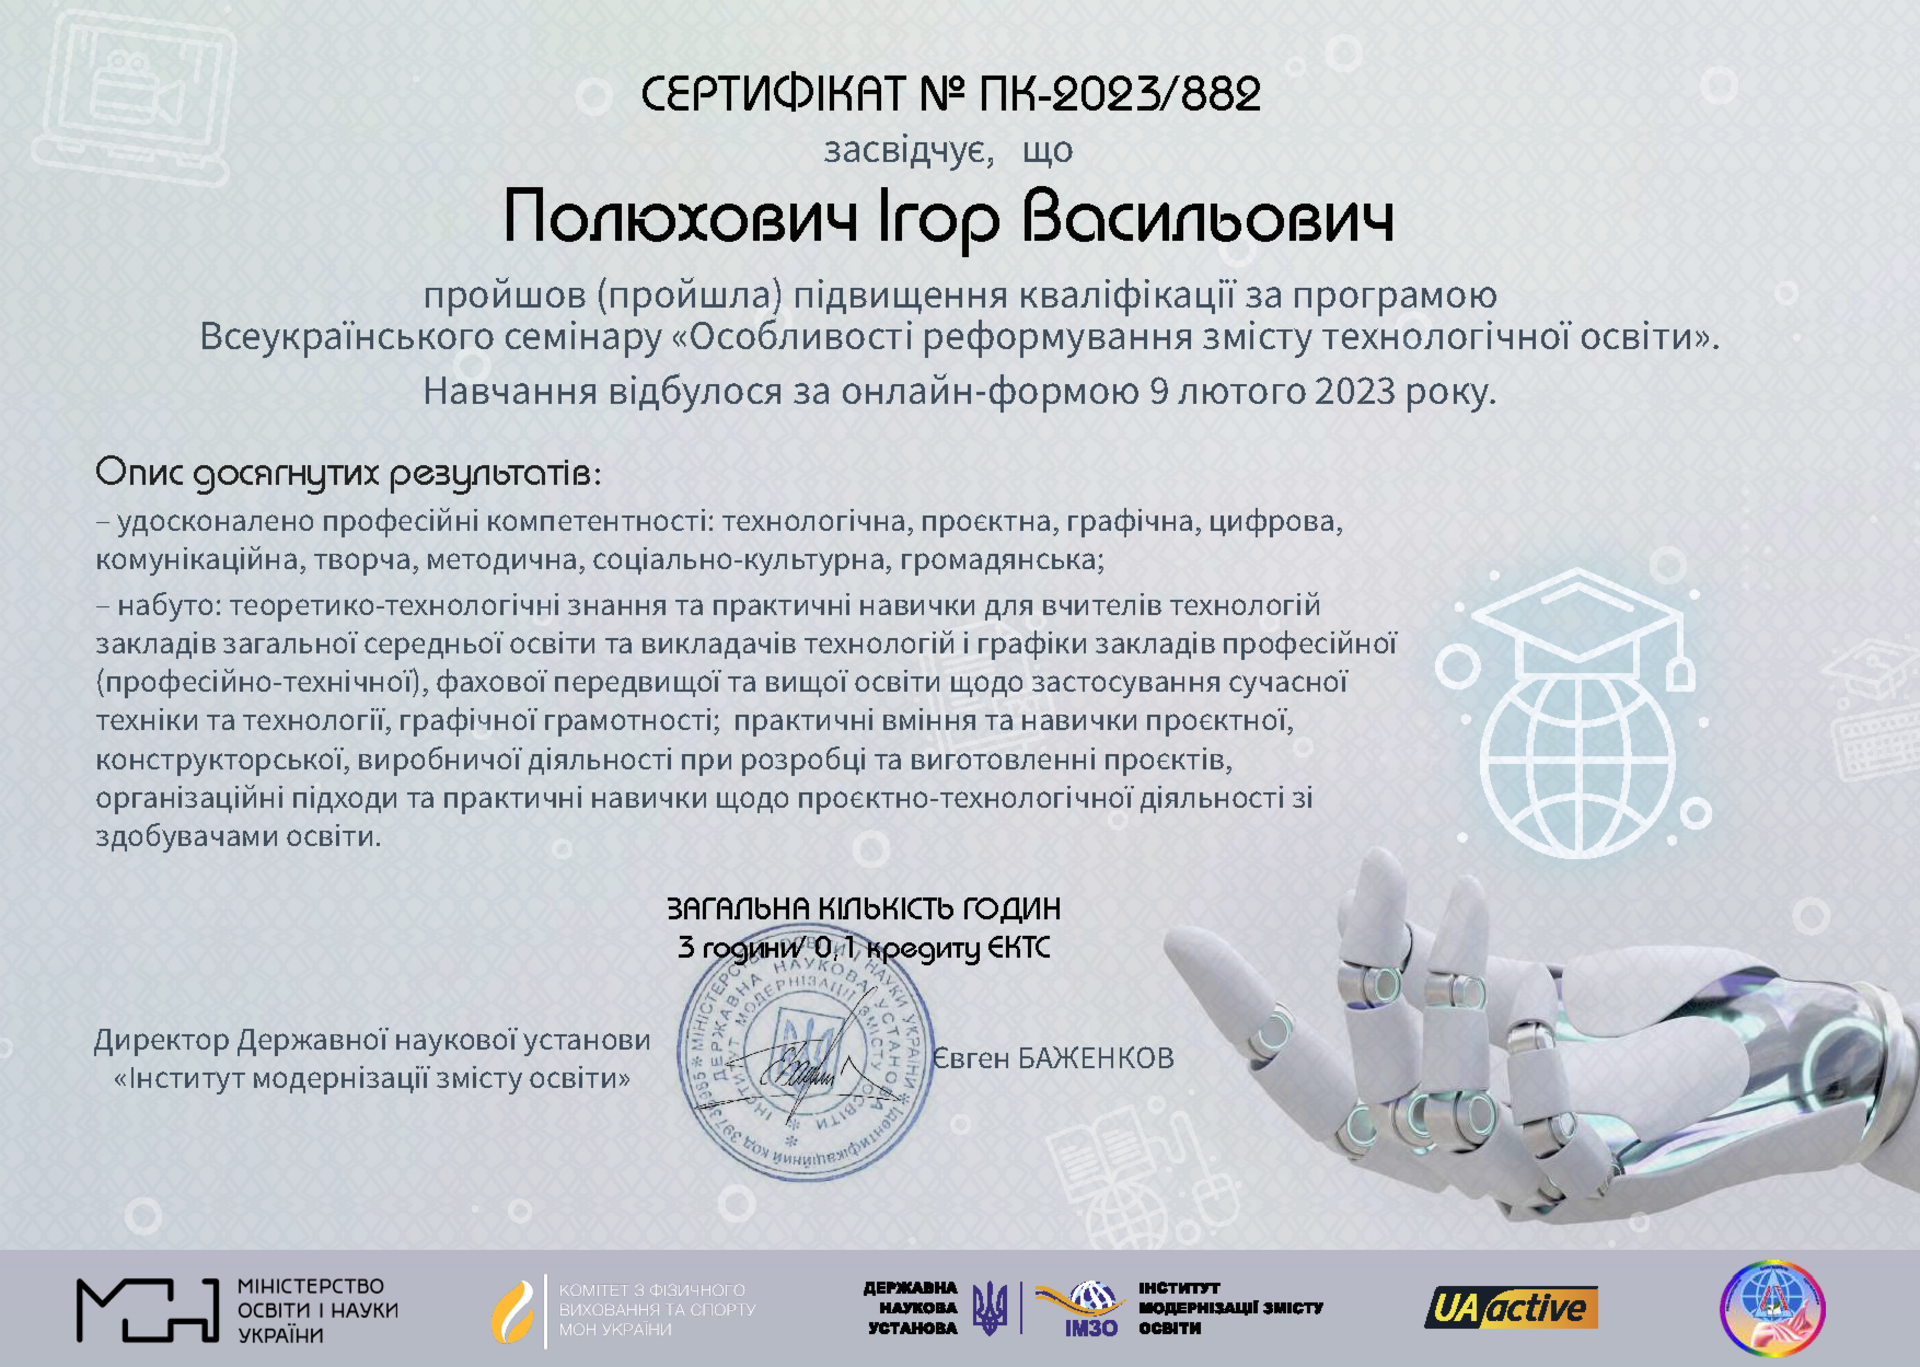 СЕРТИФІКАТ № ПК-2023/882
засвідчує, що
Полюхович Ігор Васильович
пройшов (пройшла) підвищення кваліфікації за програмою
Всеукраїнського семінару «Особливості реформування змісту технологічної освіти».
Навчання відбулося за онлайн-формою 9 лютого 2023 року.
Опис досягнутих результатів:
– удосконалено професійні компетентності: технологічна, проєктна, графічна, цифрова,
комунікаційна, творча, методична, соціально-культурна, громадянська;
– набуто: теоретико-технологічні знання та практичні навички для вчителів технологій
закладів загальної середньої освіти та викладачів технологій і графіки закладів професійної
(професійно-технічної), фахової передвищої та вищої освіти щодо застосування сучасної
техніки та технології, графічної грамотності; практичні вміння та навички проєктної,
конструкторської, виробничої діяльності при розробці та виготовленні проєктів,
організаційні підходи та практичні навички щодо проєктно-технологічної діяльності зі
здобувачами освіти.
ЗАГАЛЬНА КІЛЬКІСТЬ ГОДИН
3 години/ 0,1 кредиту ЄКТС
Директор Державної наукової установи
«Інститут модернізації змісту освіти»
МІНІСТЕРСТВО ОСВІТИ І НАУКИ УКРАЇНИ * Ідентифікаційний код
ДЕРЖАВНА НАУКОВА УСТАНОВА
ІНСТИТУТ МОДЕРНІЗАЦІЇ ЗМІСТУ ОСВІТИ
Євген БАЖЕНКОВ
МІНІСТЕРСТВО
ОСВІТИ І НАУКИ
УКРАЇНИ
КОМІТЕТ З ФІЗИЧНОГО
ВИХОВАННЯ ТА СПОРТУ
МОН УКРАЇНИ
ДЕРЖАВНА
НАУКОВА
УСТАНОВА
ІМЗО
ІНСТИТУТ
МОДЕРНІЗАЦІЇ ЗМІСТУ
ОСВІТИ
UAactive